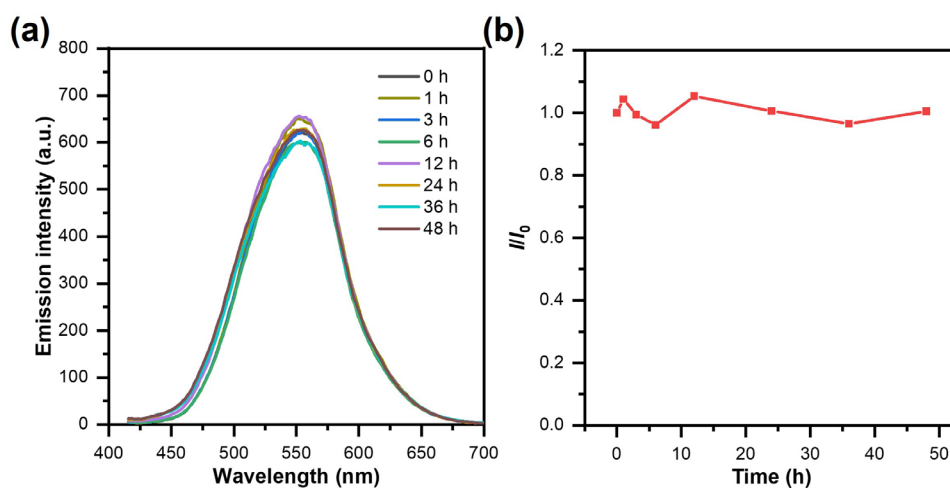 (a)
800
700
600
500
400
300
200
100
0
Emission intensity (a.u.)
400 450 500 550 600 650 700
Wavelength (nm)
0 h
1 h
3 h
6 h
12 h
24 h
36 h
48 h
(b)
1.2
1.0
0.8
0.6
0.4
0.2
0.0
I/I0
0 10 20 30 40 50
Time (h)